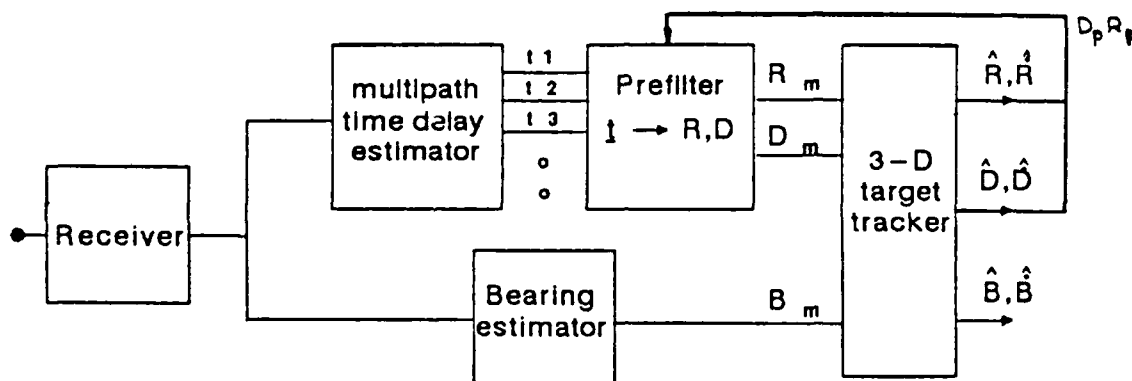 Receiver
multipath
time delay
estimator
t 1
t 2
t 3
Prefilter
t → R,D
R m
D m
Bearing
estimator
B m
3-D
target
tracker
R̂, Ṙ̂
D̂, Ḋ̂
B̂, Ḃ̂
D_p R_p